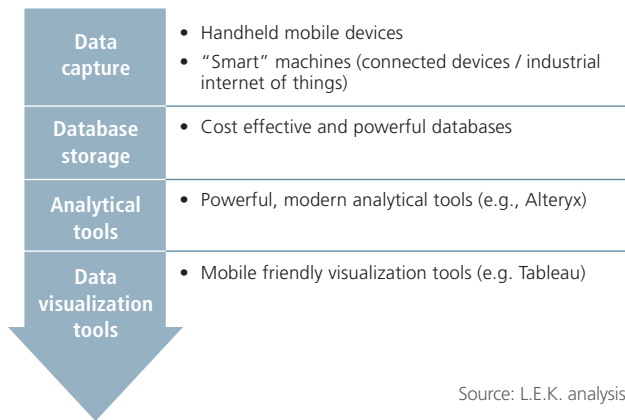 Data
capture
• Handheld mobile devices
• “Smart” machines (connected devices / industrial
internet of things)
Database
storage
• Cost effective and powerful databases
Analytical
tools
• Powerful, modern analytical tools (e.g., Alteryx)
Data
visualization
tools
• Mobile friendly visualization tools (e.g. Tableau)
Source: L.E.K. analysis